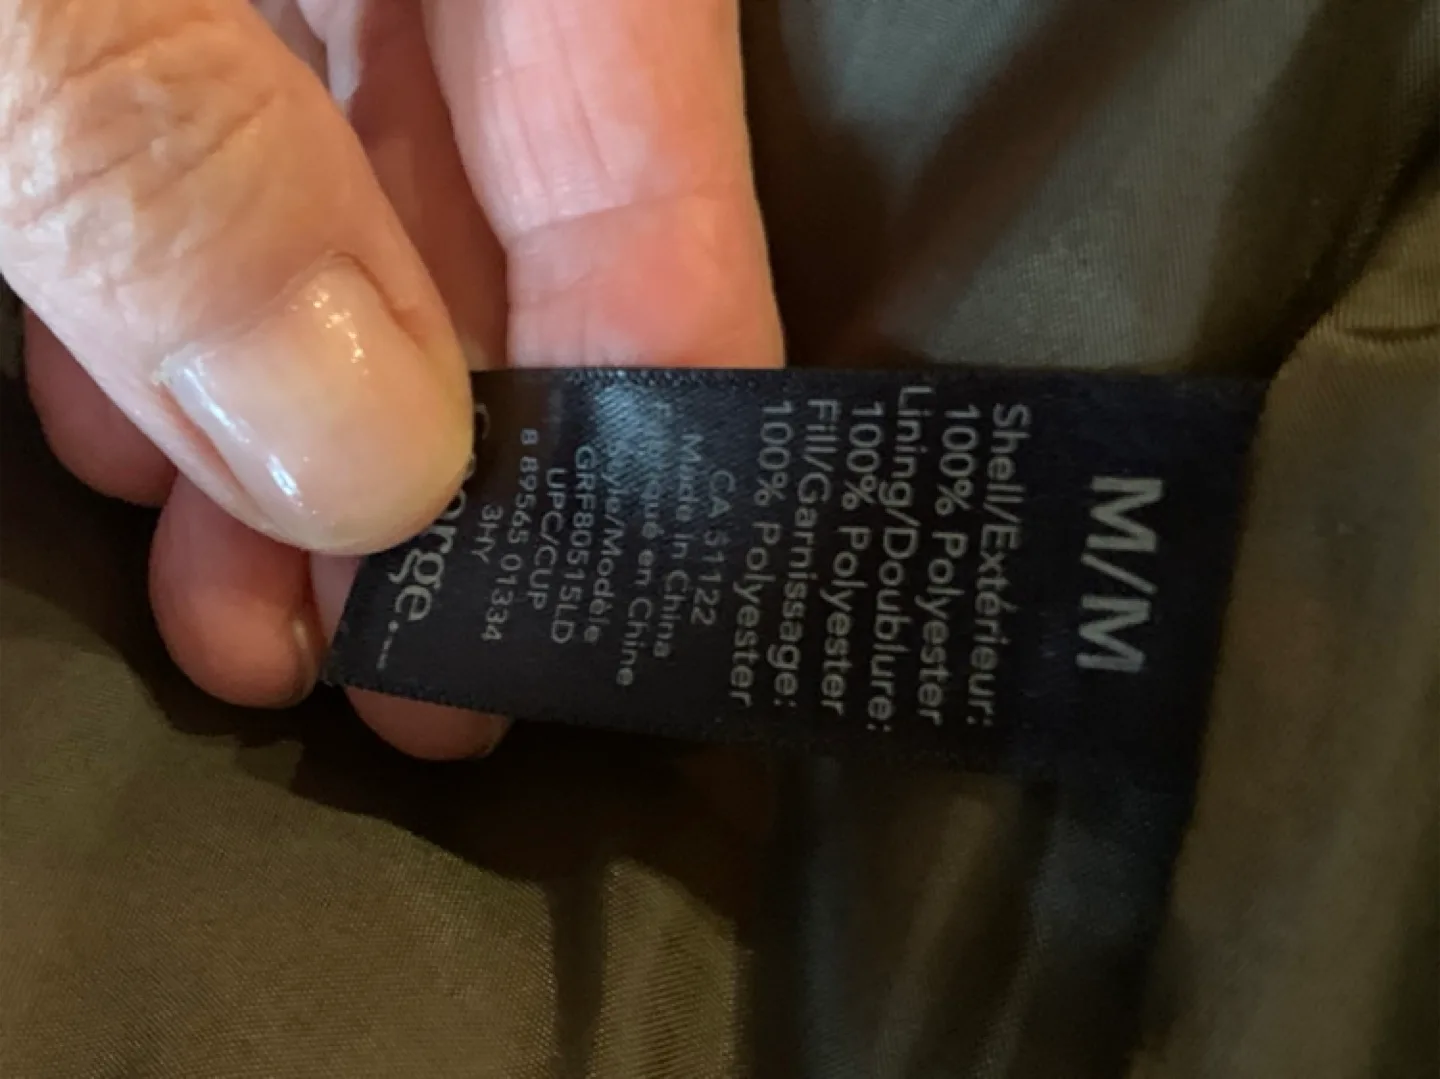 M/M
Shell/Extérieur:
100% Polyester
Lining/Doublure:
100% Polyester
Fill/Garnissage:
100% Polyester
CA 51122
Made in China
en Chine
Style/Modèle
GRF80515LD
UPC/CUP
8 89565 01334
3HY
George.